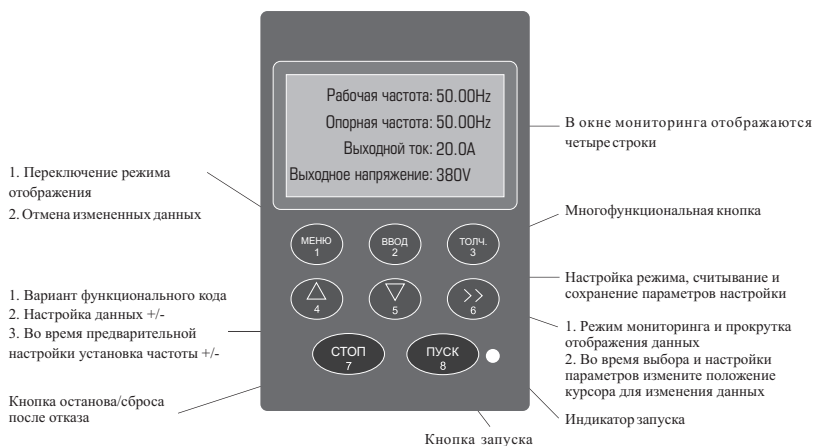 Рабочая частота: 50.00Hz
Опорная частота: 50.00Hz
Выходной ток: 20.0A
Выходное напряжение: 380V
МЕНЮ
1
ВВОД
2
ТОЛЧ.
3
4
5
>>
6
СТОП
7
ПУСК
8
1. Переключение режима
отображения
2. Отмена измененных данных
1. Вариант функционального кода
2. Настройка данных +/-
3. Во время предварительной
настройки установка частоты +/-
Кнопка останова/сброса
после отказа
В окне мониторинга отображаются
четыре строки
Многофункциональная кнопка
Настройка режима, считывание и
сохранение параметров настройки
1. Режим мониторинга и прокрутка
отображения данных
2. Во время выбора и настройки
параметров измените положение
курсора для изменения данных
Индикатор запуска
Кнопка запуска